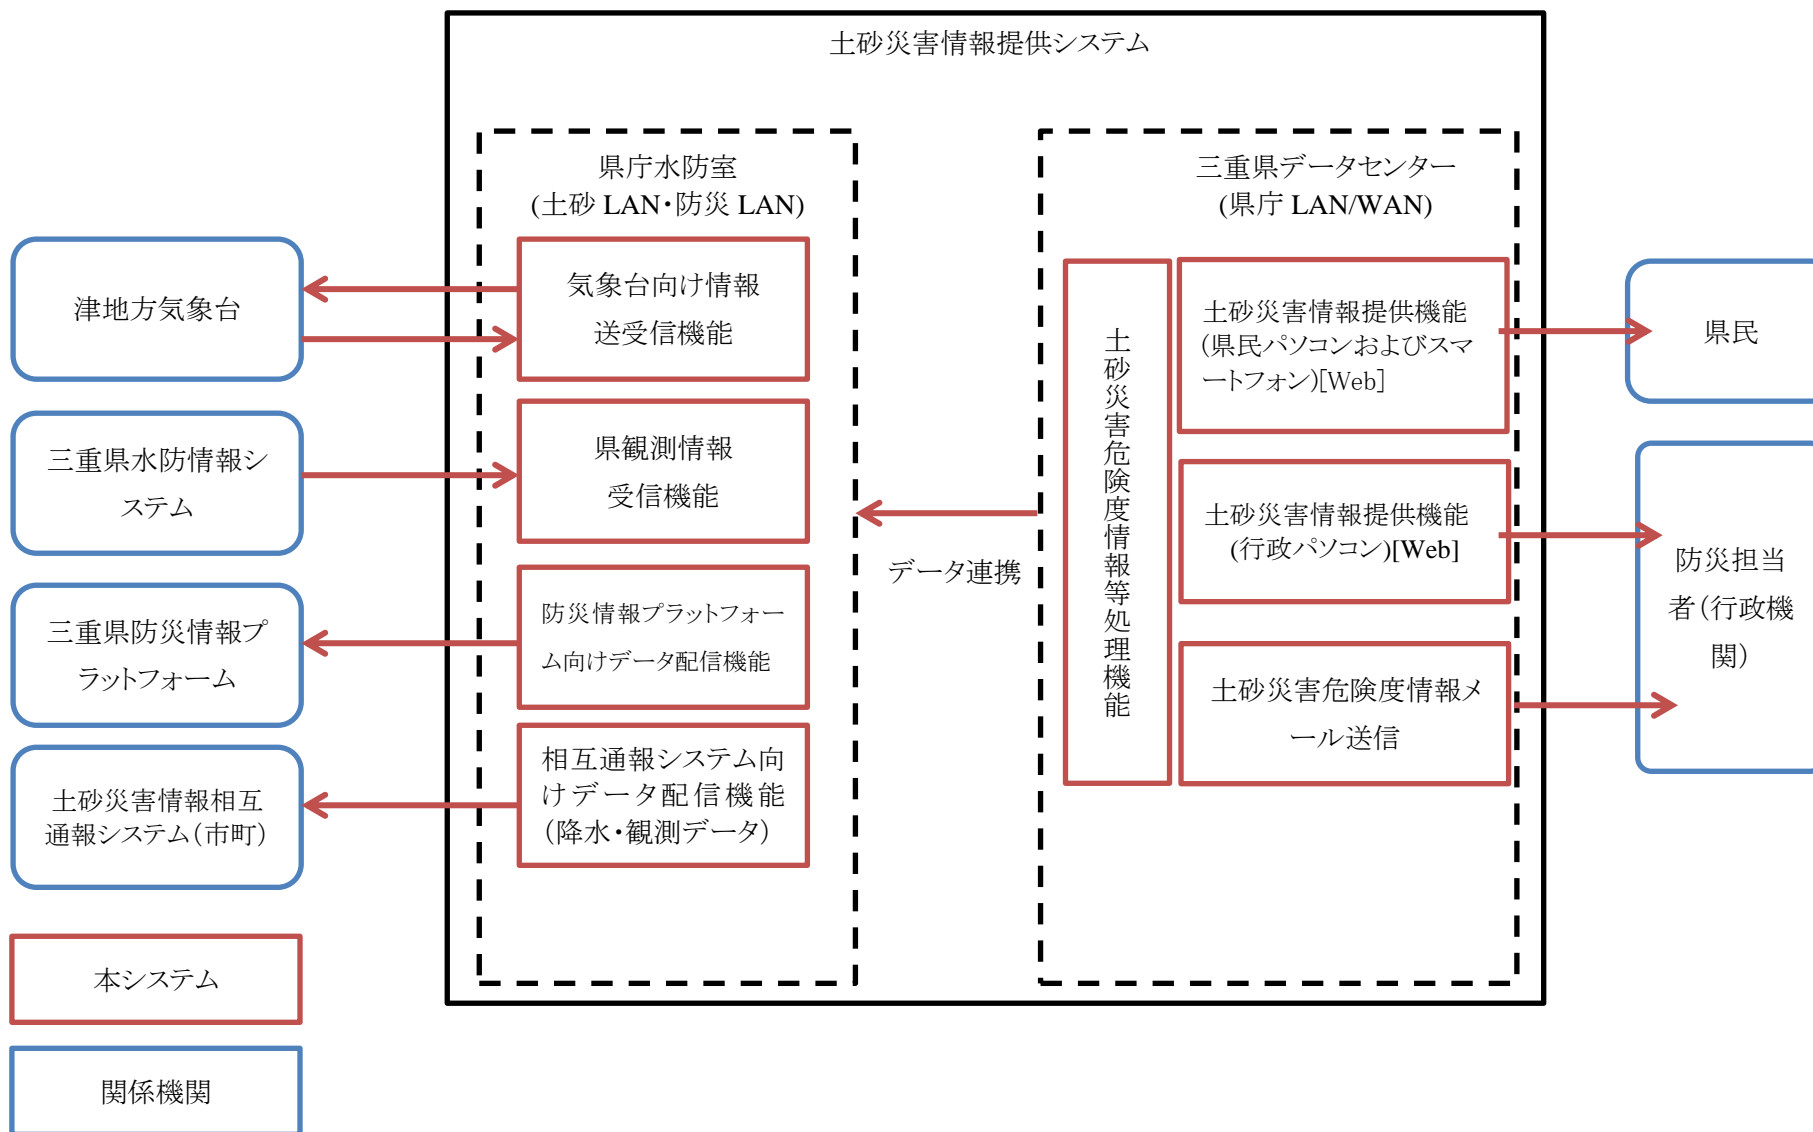 土砂災害情報提供システム
県庁水防室
(土砂 LAN・防災 LAN)
三重県データセンター
(県庁 LAN/WAN)
津地方気象台
気象台向け情報
送受信機能
三重県水防情報シ
ステム
県観測情報
受信機能
三重県防災情報プ
ラットフォーム
防災情報プラットフォー
ム向けデータ配信機能
土砂災害情報相互
通報システム(市町)
相互通報システム向
けデータ配信機能
(降水・観測データ)
データ連携
土砂災害危険度情報等処理機能
土砂災害情報提供機能
(県民パソコンおよびスマ
ートフォン)[Web]
土砂災害情報提供機能
(行政パソコン)[Web]
土砂災害危険度情報メ
ール送信
県民
防災担当
者(行政機
関)
本システム
関係機関